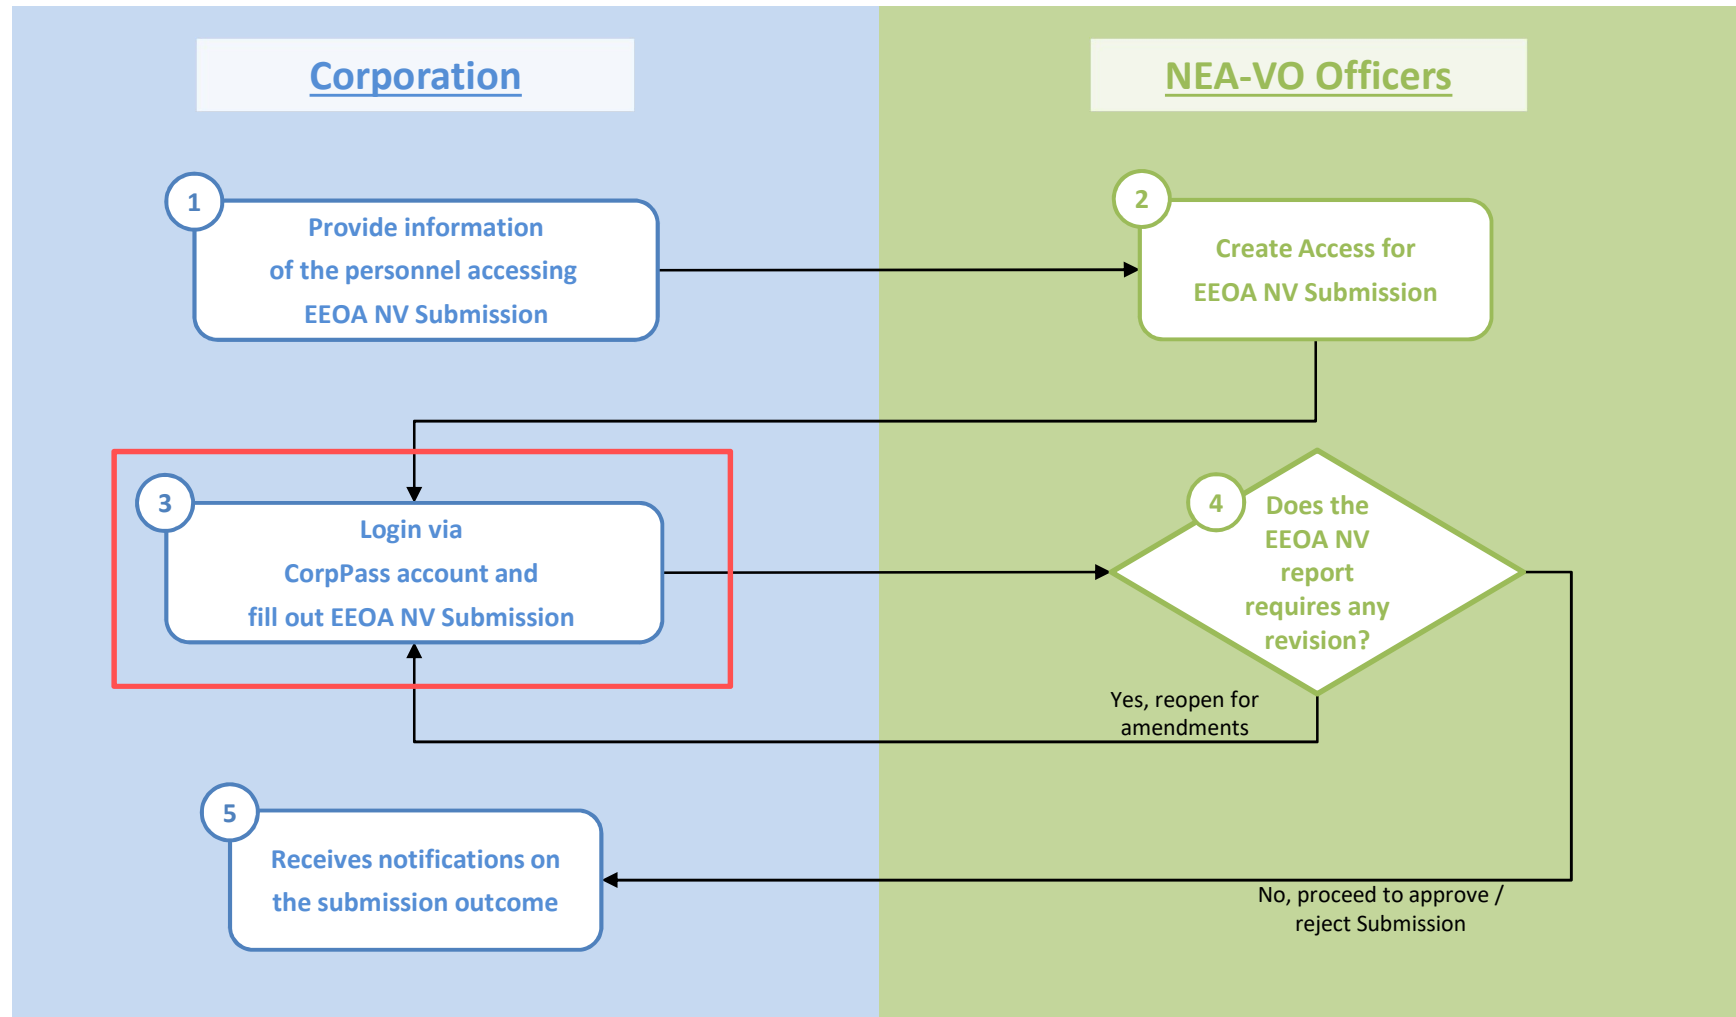 Corporation
NEA-VO Officers
1
Provide information
of the personnel accessing
EEOA NV Submission
2
Create Access for
EEOA NV Submission
3
Login via
CorpPass account and
fill out EEOA NV Submission
4
Does the
EEOA NV
report
requires any
revision?
Yes, reopen for
amendments
5
Receives notifications on
the submission outcome
No, proceed to approve /
reject Submission